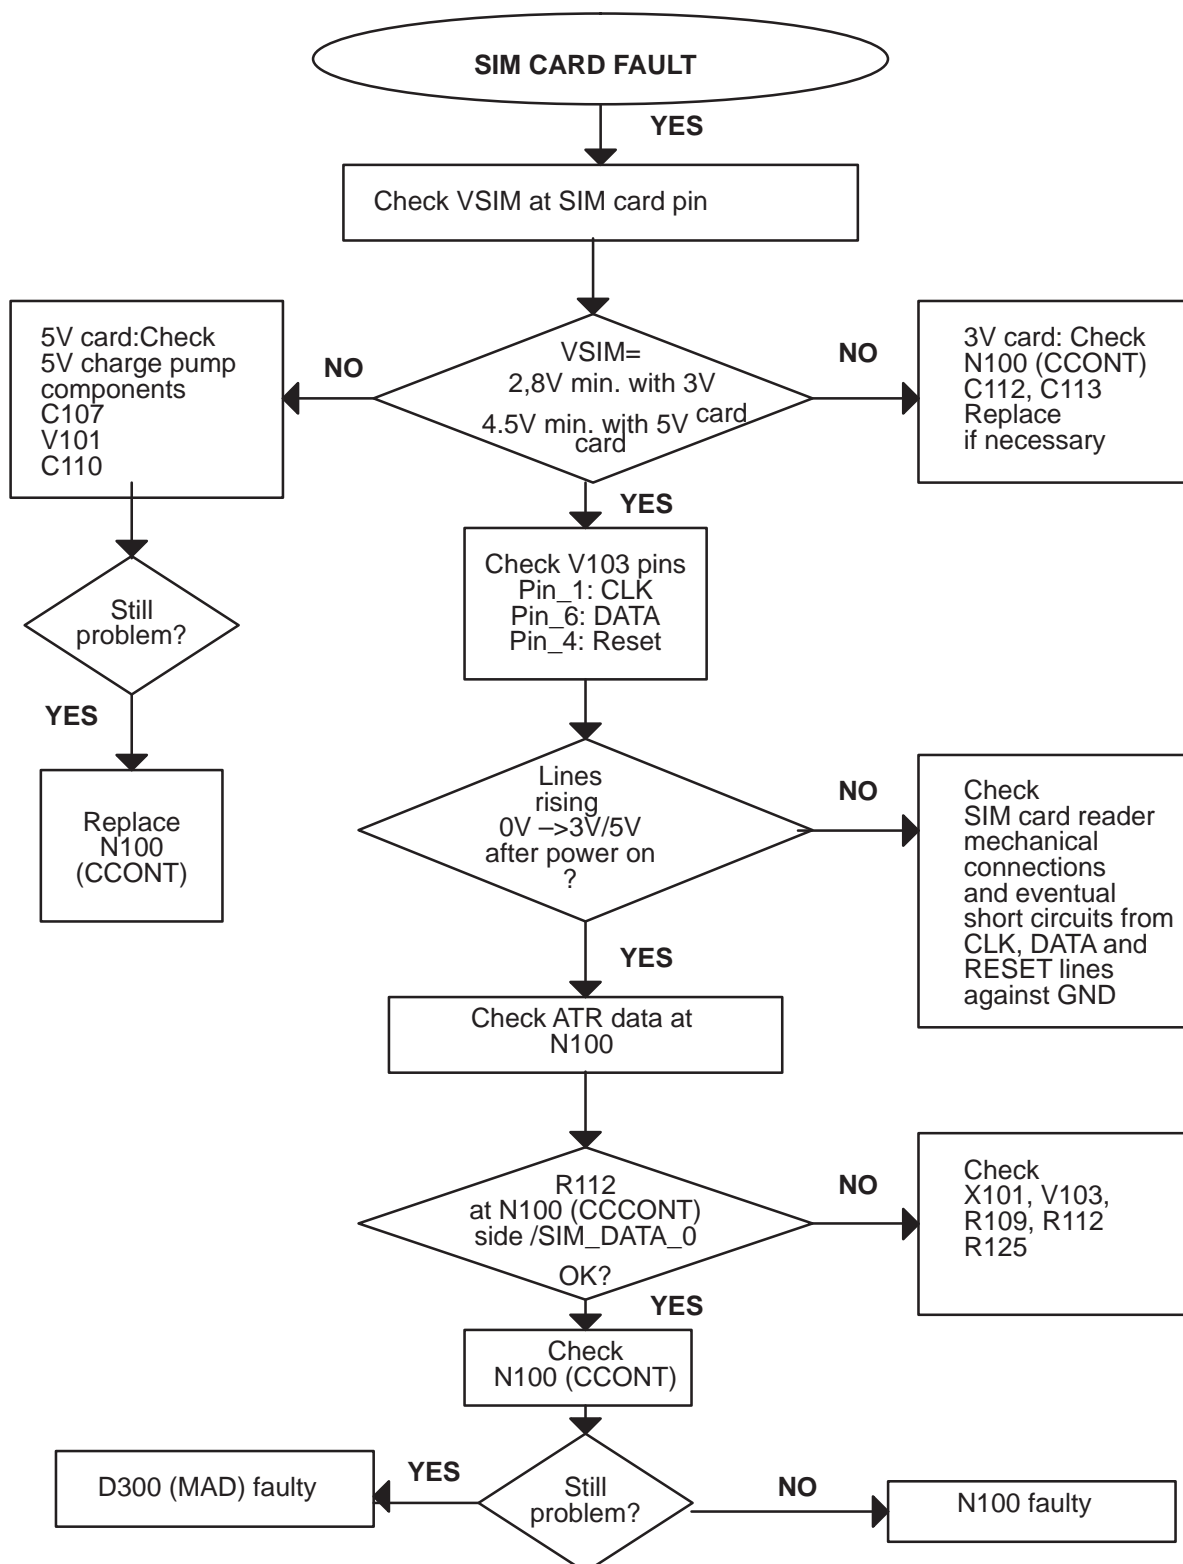 SIM CARD FAULT
YES
Check VSIM at SIM card pin
5V card:Check
5V charge pump
components
C107
V101
C110
NO
VSIM=
2,8V min. with 3V
card
4.5V min. with 5V
card
NO
3V card: Check
N100 (CCONT)
C112, C113
Replace
if necessary
YES
Check V103 pins
Pin_1: CLK
Pin_6: DATA
Pin_4: Reset
Still
problem?
YES
Replace
N100
(CCONT)
Lines
rising
0V –>3V/5V
after power on
?
NO
Check
SIM card reader
mechanical
connections
and eventual
short circuits from
CLK, DATA and
RESET lines
against GND
YES
Check ATR data at
N100
R112
at N100 (CCCONT)
side /SIM_DATA_0
OK?
NO
Check
X101, V103,
R109, R112
R125
YES
Check
N100 (CCONT)
Still
problem?
YES
D300 (MAD) faulty
NO
N100 faulty